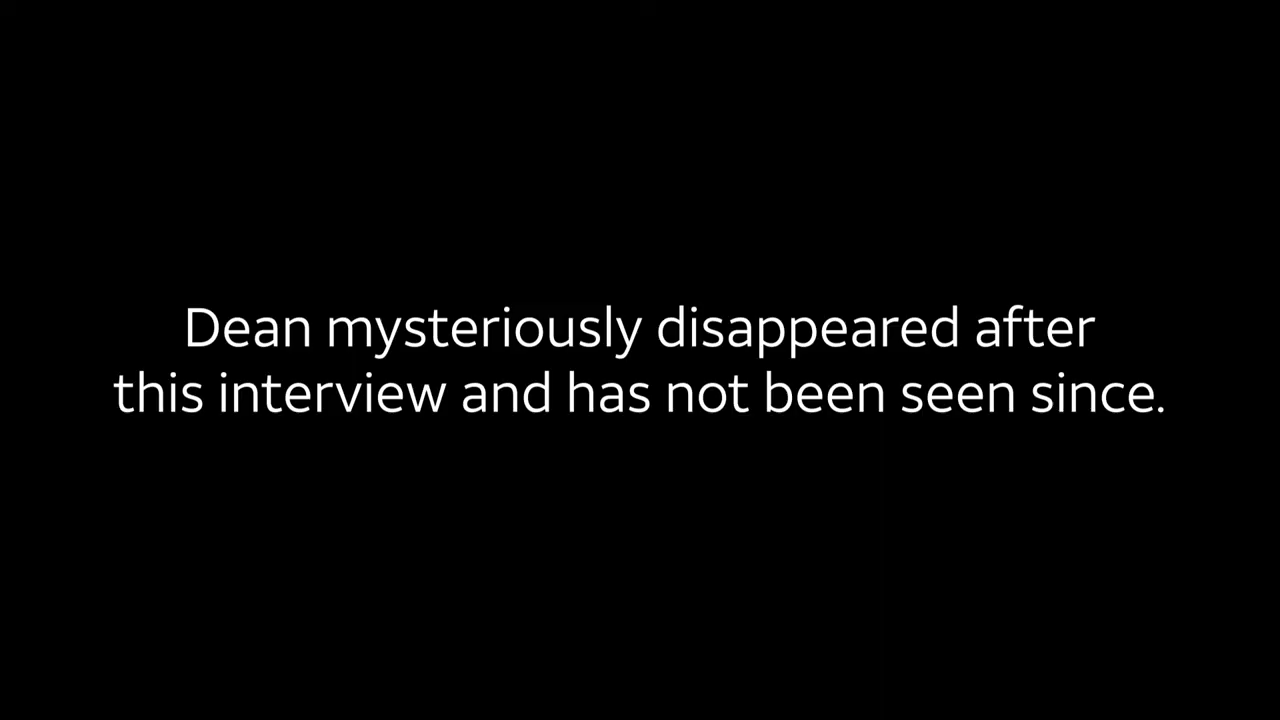 Dean mysteriously disappeared after
this interview and has not been seen since.